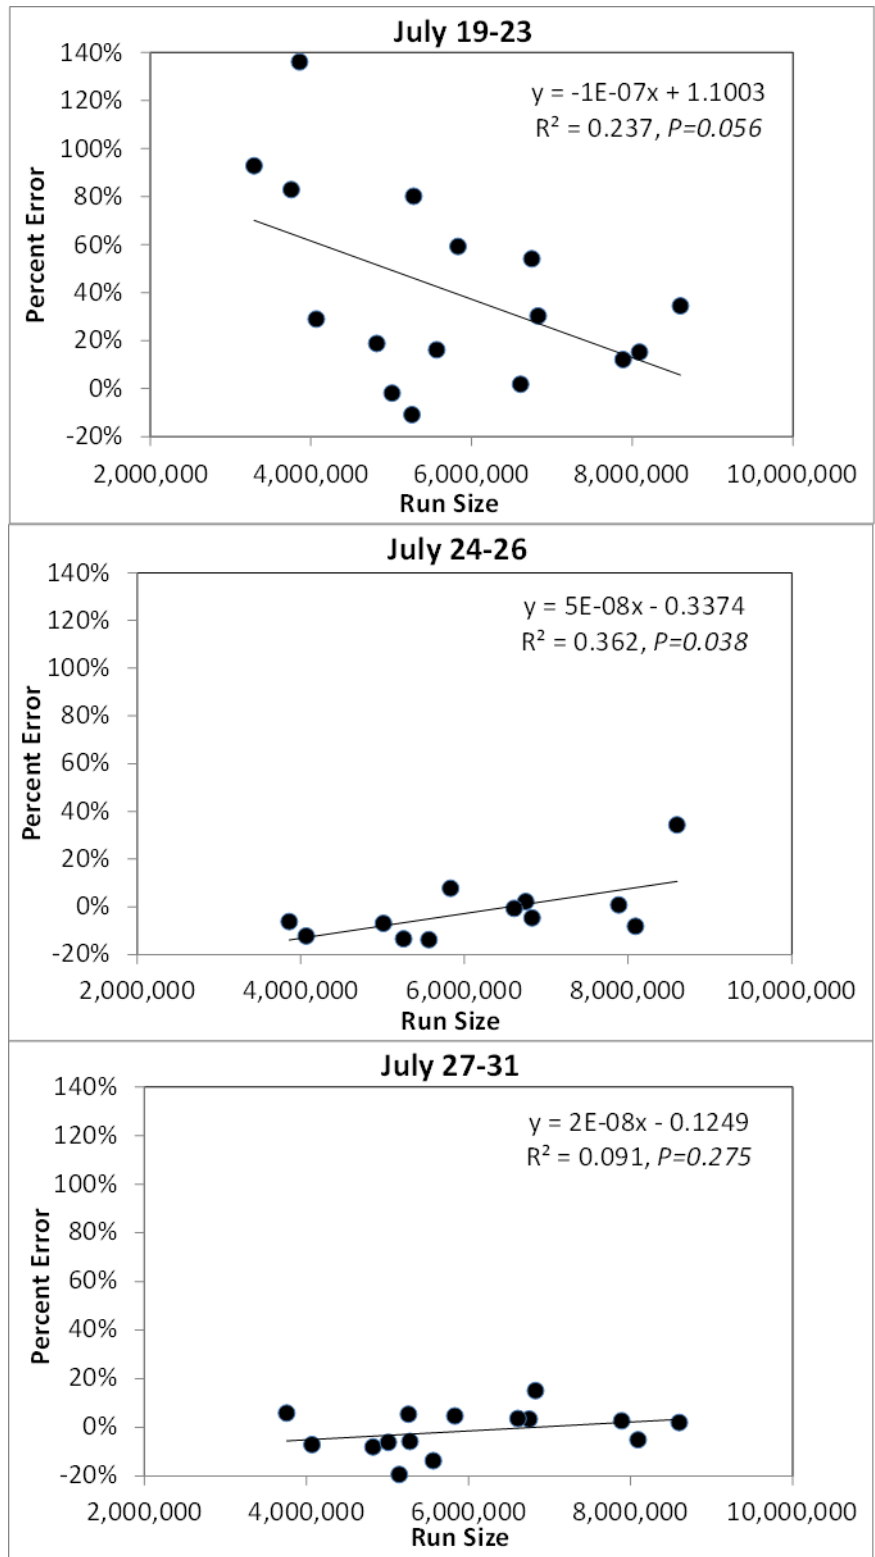 July 19-23
140%
120%
100%
80%
60%
40%
20%
0%
-20%
Percent Error
y = -1E-07x + 1.1003
R² = 0.237, P=0.056
2,000,000 4,000,000 6,000,000 8,000,000 10,000,000
Run Size
July 24-26
140%
120%
100%
80%
60%
40%
20%
0%
-20%
Percent Error
y = 5E-08x - 0.3374
R² = 0.362, P=0.038
2,000,000 4,000,000 6,000,000 8,000,000 10,000,000
Run Size
July 27-31
140%
120%
100%
80%
60%
40%
20%
0%
-20%
Percent Error
y = 2E-08x - 0.1249
R² = 0.091, P=0.275
2,000,000 4,000,000 6,000,000 8,000,000 10,000,000
Run Size